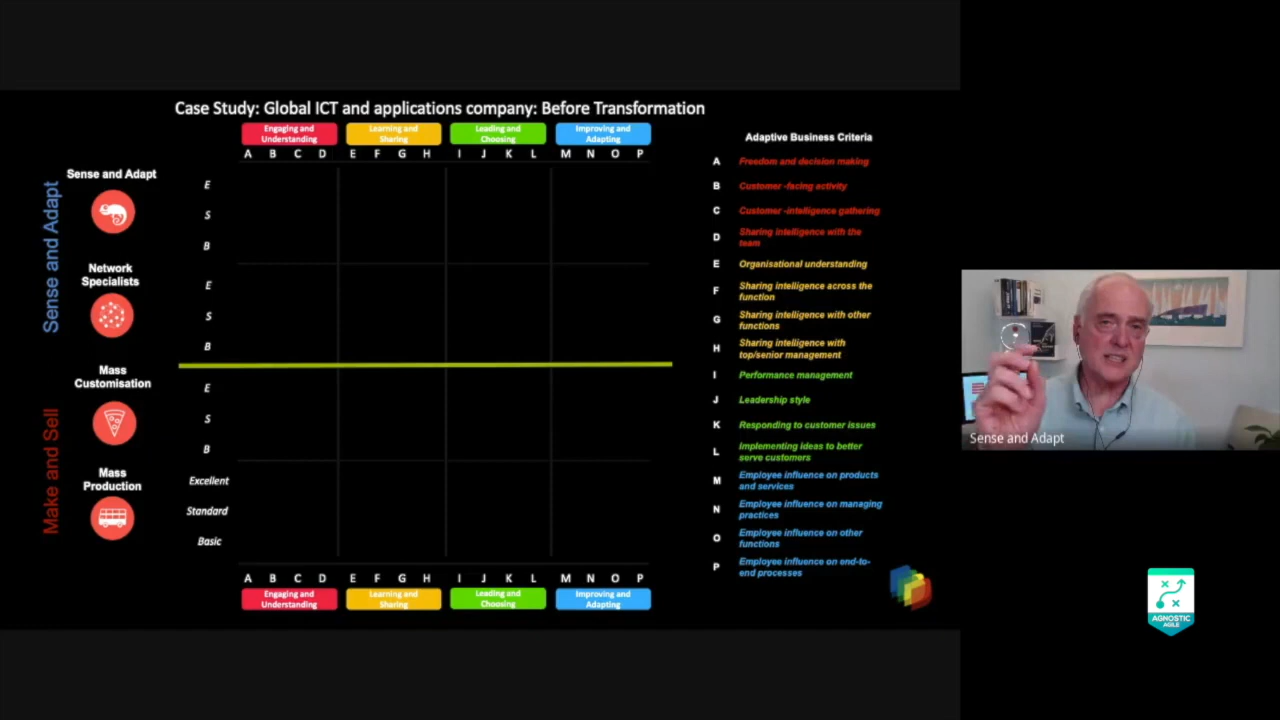 Case Study: Global ICT and applications company: Before Transformation
Engaging and
Understanding
Learning and
Sharing
Leading and
Choosing
Improving and
Adapting
A B C D E F G H I J K L M N O P
Sense and Adapt
Sense and Adapt
E
S
B
Network
Specialists
E
S
B
Make and Sell
Mass
Customisation
E
S
B
Mass
Production
Excellent
Standard
Basic
A B C D E F G H I J K L M N O P
Engaging and
Understanding
Learning and
Sharing
Leading and
Choosing
Improving and
Adapting
Adaptive Business Criteria
A Freedom and decision making
B Customer -facing activity
C Customer -intelligence gathering
D Sharing intelligence with the
team
E Organisational understanding
F Sharing intelligence across the
function
G Sharing intelligence with other
functions
H Sharing intelligence with
top/senior management
I Performance management
J Leadership style
K Responding to customer issues
L Implementing ideas to better
serve customers
M Employee influence on products
and services
N Employee influence on managing
practices
O Employee influence on other
functions
P Employee influence on end-to-
end processes
Sense and Adapt
AGNOSTIC
AGILE